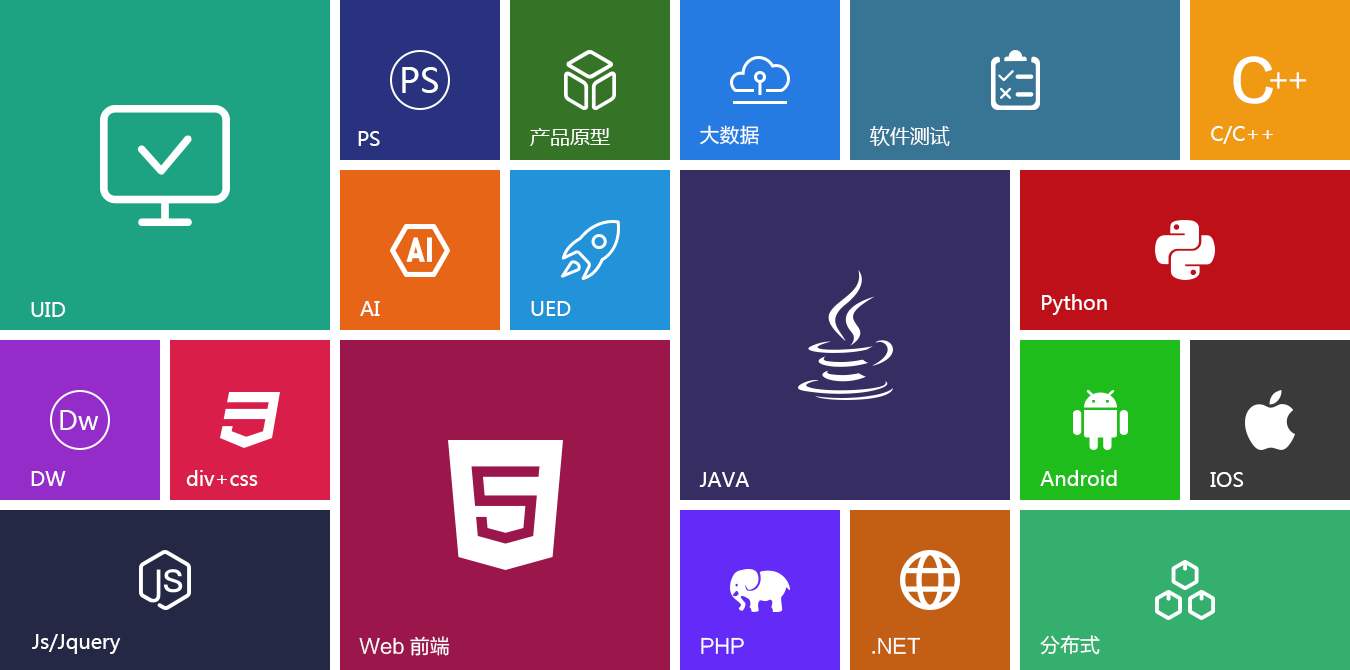 PS
PS
产品原型
大数据
软件测试
C++
C/C++
UID
AI
AI
UED
JAVA
Python
Dw
DW
div+css
Web 前端
Android
IOS
JS
Js/Jquery
PHP
.NET
分布式